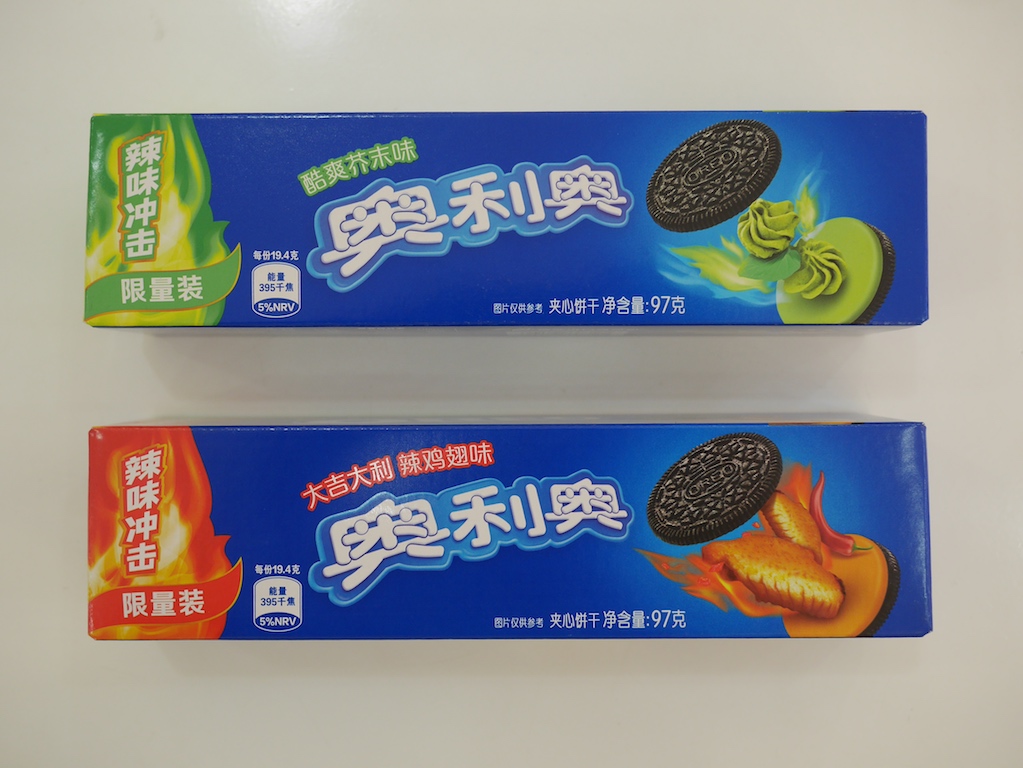 辣味冲击
限量装
酷爽芥末味
奥利奥
每份19.4克
能量
395千焦
5%NRV
图片仅供参考 夹心饼干 净含量:97克
OREO
辣味冲击
限量装
大吉大利 辣鸡翅味
奥利奥
每份19.4克
能量
395千焦
5%NRV
图片仅供参考 夹心饼干 净含量:97克
OREO